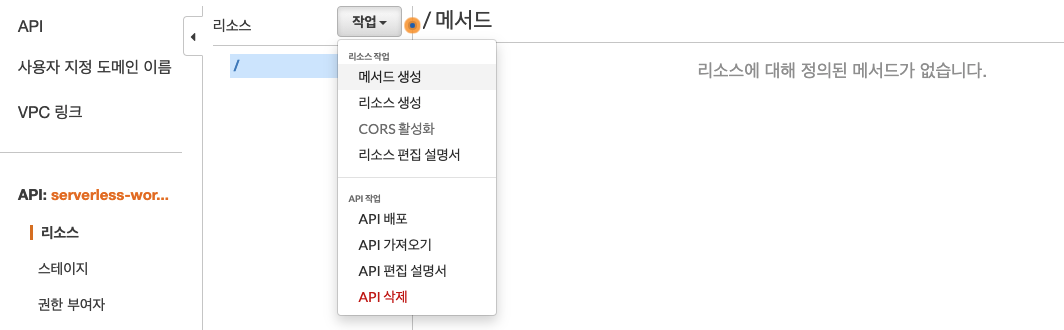 API
사용자 지정 도메인 이름
VPC 링크
API: serverless-wor...
리소스
스테이지
권한 부여자
리소스
작업
/ 메서드
/
리소스 작업
메서드 생성
리소스 생성
CORS 활성화
리소스 편집 설명서
API 작업
API 배포
API 가져오기
API 편집 설명서
API 삭제
리소스에 대해 정의된 메서드가 없습니다.